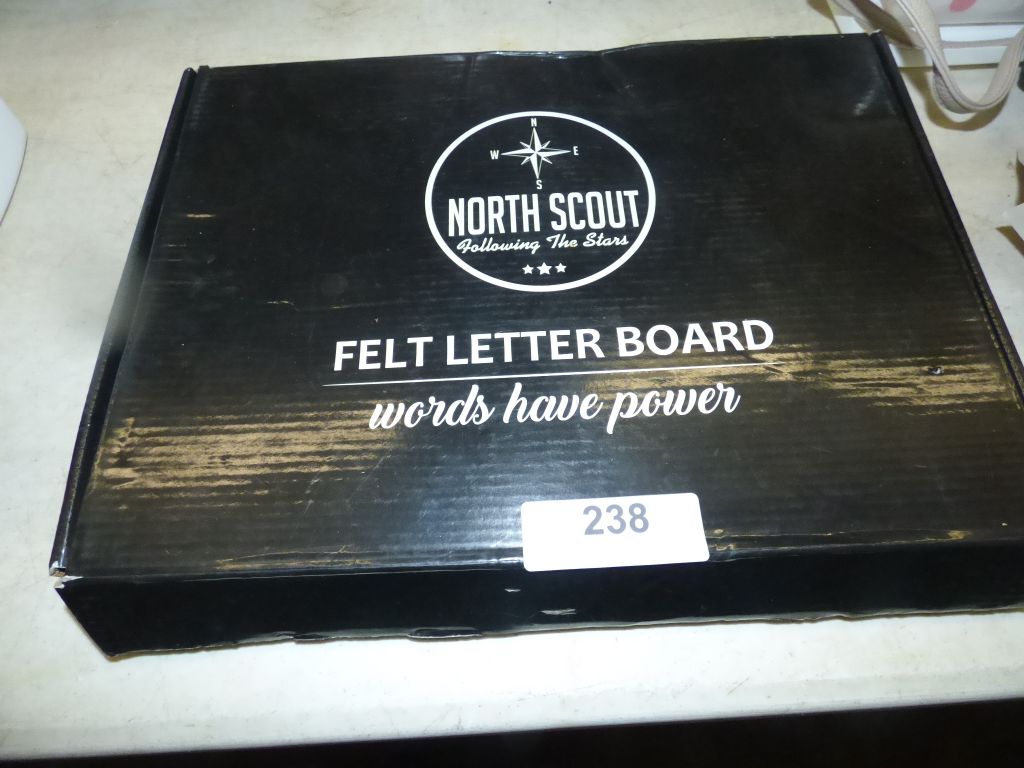 N
W E
S
NORTH SCOUT
Following The Stars
FELT LETTER BOARD
words have power
238